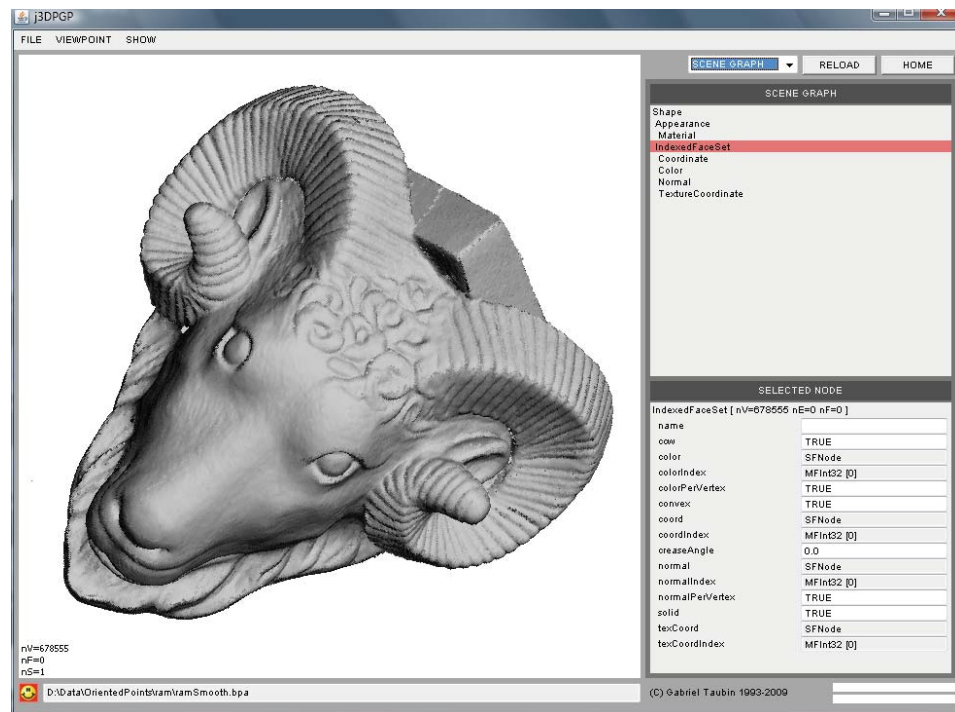 j3DPGP
FILE VIEWPOINT SHOW
SCENE GRAPH RELOAD HOME
SCENE GRAPH
Shape
Appearance
Material
IndexedFaceSet
Coordinate
Color
Normal
TextureCoordinate
SELECTED NODE
IndexedFaceSet [ nV=678555 nE=0 nF=0 ]
name
ccw TRUE
color SFNode
colorIndex MFInt32 [0]
colorPerVertex TRUE
convex TRUE
coord SFNode
coordIndex MFInt32 [0]
creaseAngle 0.0
normal SFNode
normalIndex MFInt32 [0]
normalPerVertex TRUE
solid TRUE
texCoord SFNode
texCoordIndex MFInt32 [0]
nV=678555
nF=0
nS=1
D:\Data\OrientedPoints\ram\ramSmooth.bpa
(C) Gabriel Taubin 1993-2009